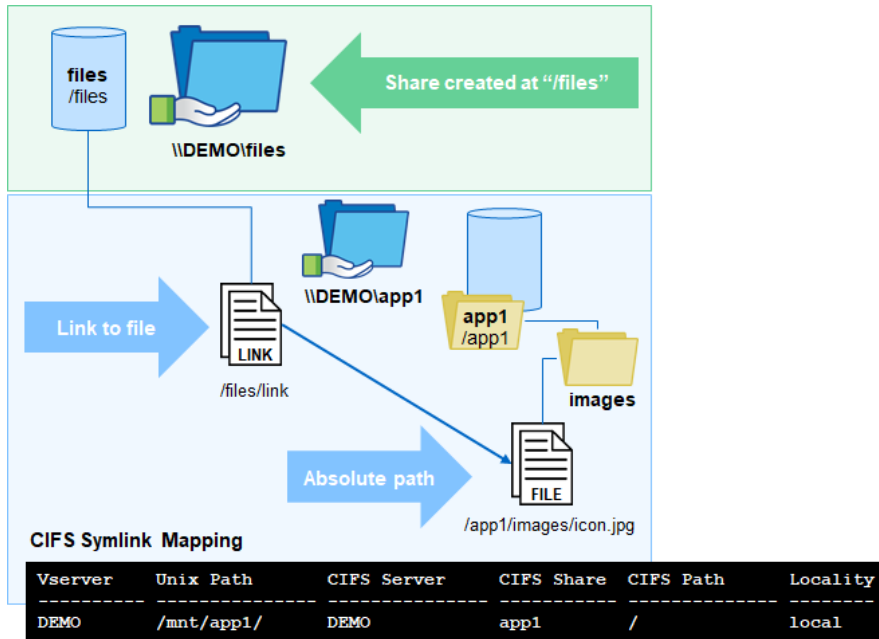 files
/files
\\DEMO\files
Share created at “/files”
\\DEMO\app1
app1
/app1
Link to file
LINK
/files/link
images
Absolute path
FILE
/app1/images/icon.jpg
CIFS Symlink Mapping
Vserver Unix Path CIFS Server CIFS Share CIFS Path Locality
---------- --------------- --------------- ----------- -------------- --------
DEMO /mnt/app1/ DEMO app1 / local